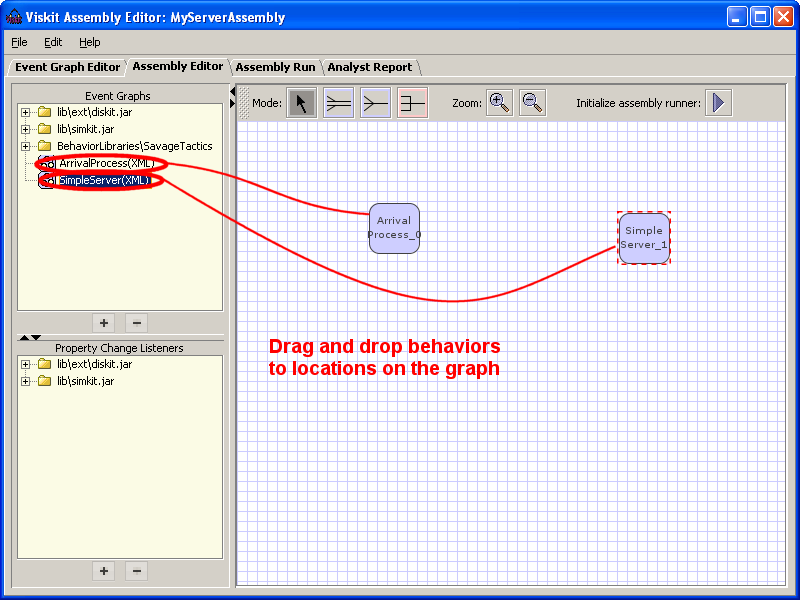 Viskit Assembly Editor: MyServerAssembly
File Edit Help
Event Graph Editor Assembly Editor Assembly Run Analyst Report
Event Graphs
lib\ext\diskit.jar
lib\simkit.jar
BehaviorLibraries\SavageTactics
ArrivalProcess(XML)
SimpleServer(XML)
Mode: Zoom: Initialize assembly runner:
Arrival
Process_0
Simple
Server_1
Drag and drop behaviors
to locations on the graph
Property Change Listeners
lib\ext\diskit.jar
lib\simkit.jar